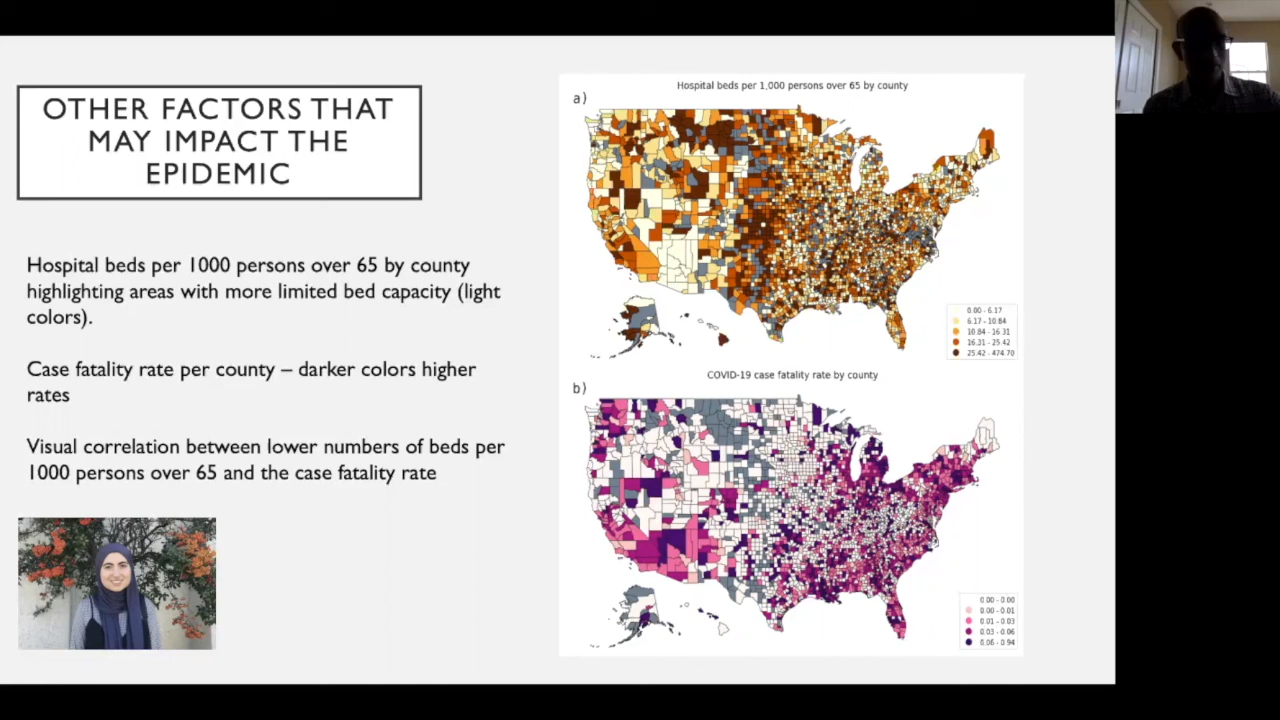 OTHER FACTORS THAT
MAY IMPACT THE
EPIDEMIC
Hospital beds per 1000 persons over 65 by county
highlighting areas with more limited bed capacity (light
colors).
Case fatality rate per county – darker colors higher
rates
Visual correlation between lower numbers of beds per
1000 persons over 65 and the case fatality rate
Hospital beds per 1,000 persons over 65 by county
a)
0.00 - 6.17
6.17 - 10.84
10.84 - 16.31
16.31 - 25.42
25.42 - 474.70
COVID-19 case fatality rate by county
b)
0.00 - 0.00
0.00 - 0.01
0.01 - 0.03
0.03 - 0.06
0.06 - 0.94